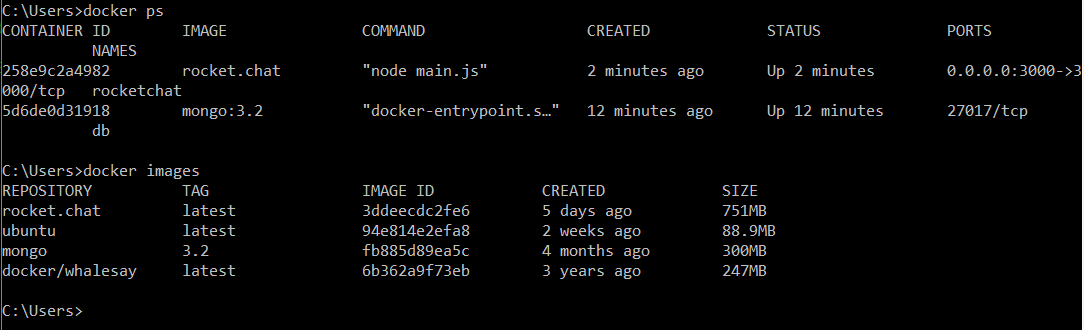 C:\Users>docker ps
CONTAINER ID        IMAGE               COMMAND                  CREATED             STATUS              PORTS
          NAMES
258e9c2a4982        rocket.chat         "node main.js"           2 minutes ago       Up 2 minutes        0.0.0.0:3000->3
000/tcp   rocketchat
5d6de0d31918        mongo:3.2           "docker-entrypoint.s…"   12 minutes ago      Up 12 minutes       27017/tcp
          db
C:\Users>docker images
REPOSITORY          TAG                 IMAGE ID            CREATED             SIZE
rocket.chat         latest              3ddeecdc2fe6        5 days ago          751MB
ubuntu              latest              94e814e2efa8        2 weeks ago         88.9MB
mongo               3.2                 fb885d89ea5c        4 months ago        300MB
docker/whalesay     latest              6b362a9f73eb        3 years ago         247MB
C:\Users>